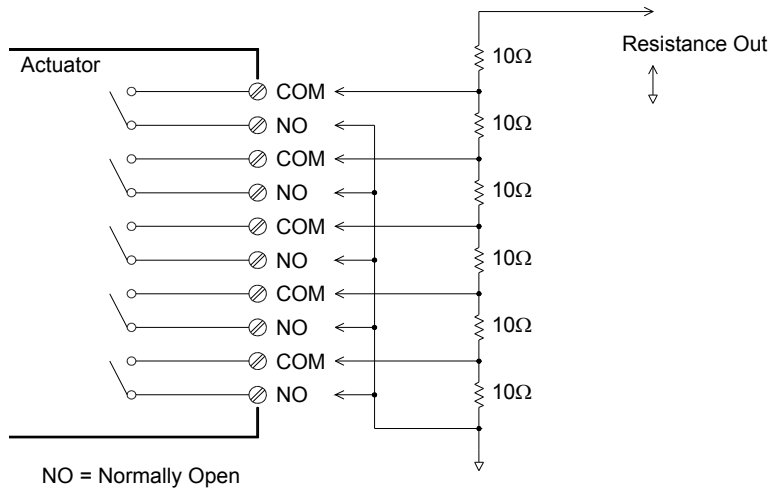 Resistance Out
10Ω
Actuator
COM
10Ω
NO
COM
10Ω
NO
COM
10Ω
NO
COM
10Ω
NO
COM
10Ω
NO
NO = Normally Open